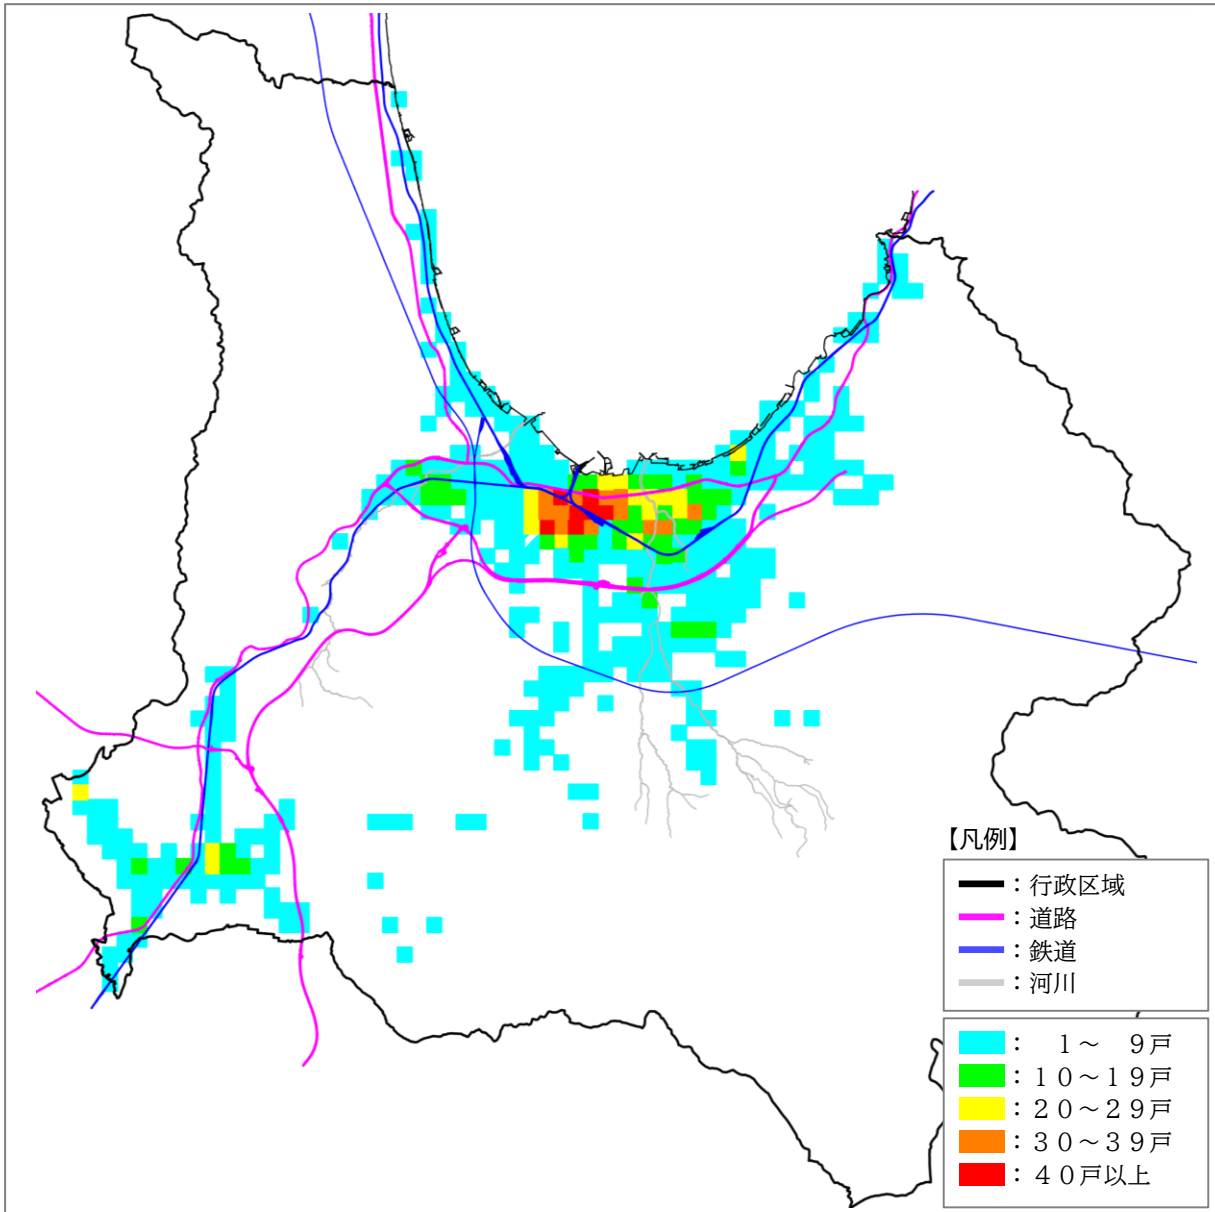 【凡例】
：行政区域
：道路
：鉄道
：河川
：　１～　９戸
：１０～１９戸
：２０～２９戸
：３０～３９戸
：４０戸以上